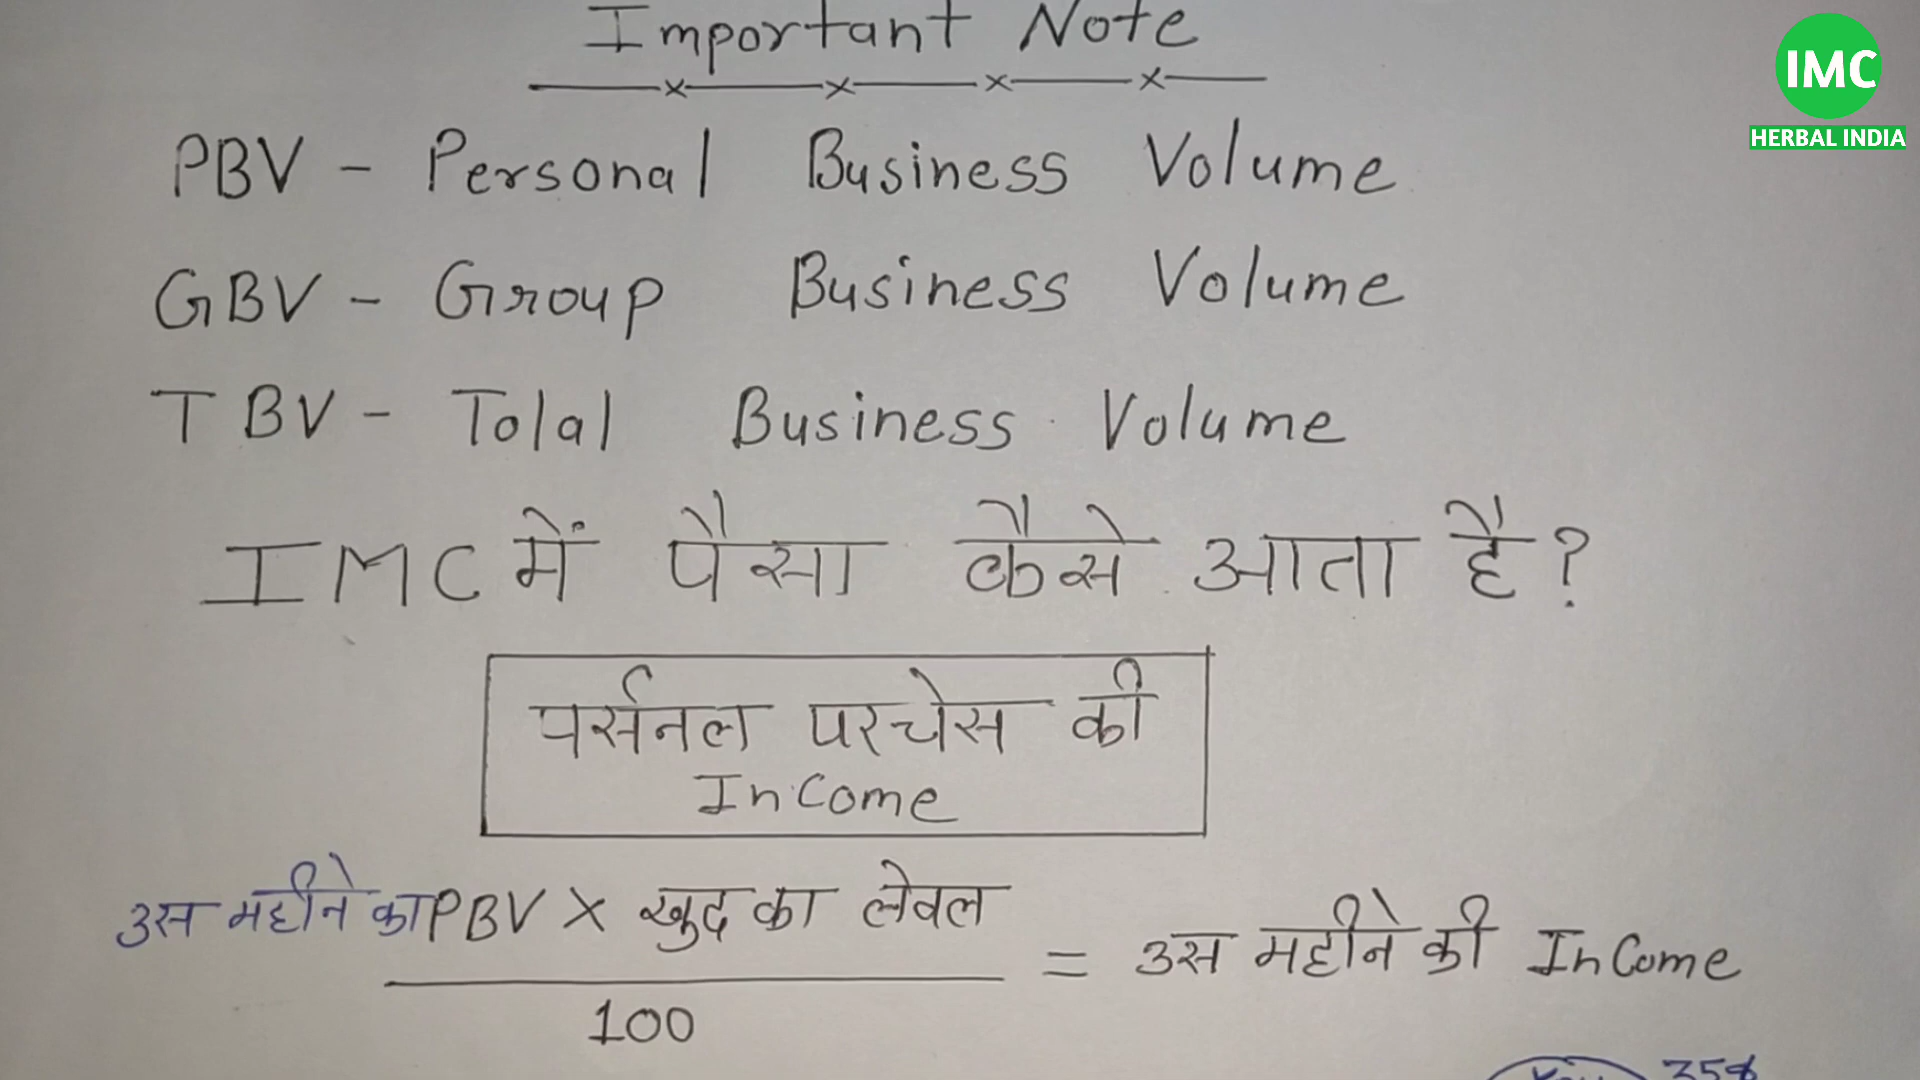 Important Note
IMC
HERBAL INDIA
PBV - Personal Business Volume
GBV - Group Business Volume
TBV - Tolal Business Volume
IMC में पैसा कैसे आता है?
पर्सनल परचेस की
InCome
उस महीने का PBV × खुद का लेवल
100
= उस महीने की InCome